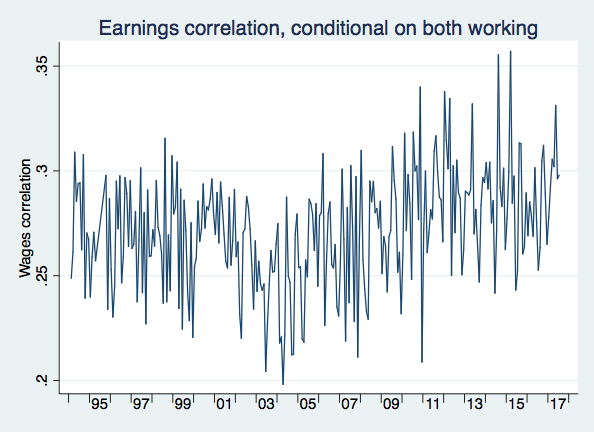 Earnings correlation, conditional on both working
Wages correlation
.35
.3
.25
.2
95 97 99 01 03 05 07 09 11 13 15 17